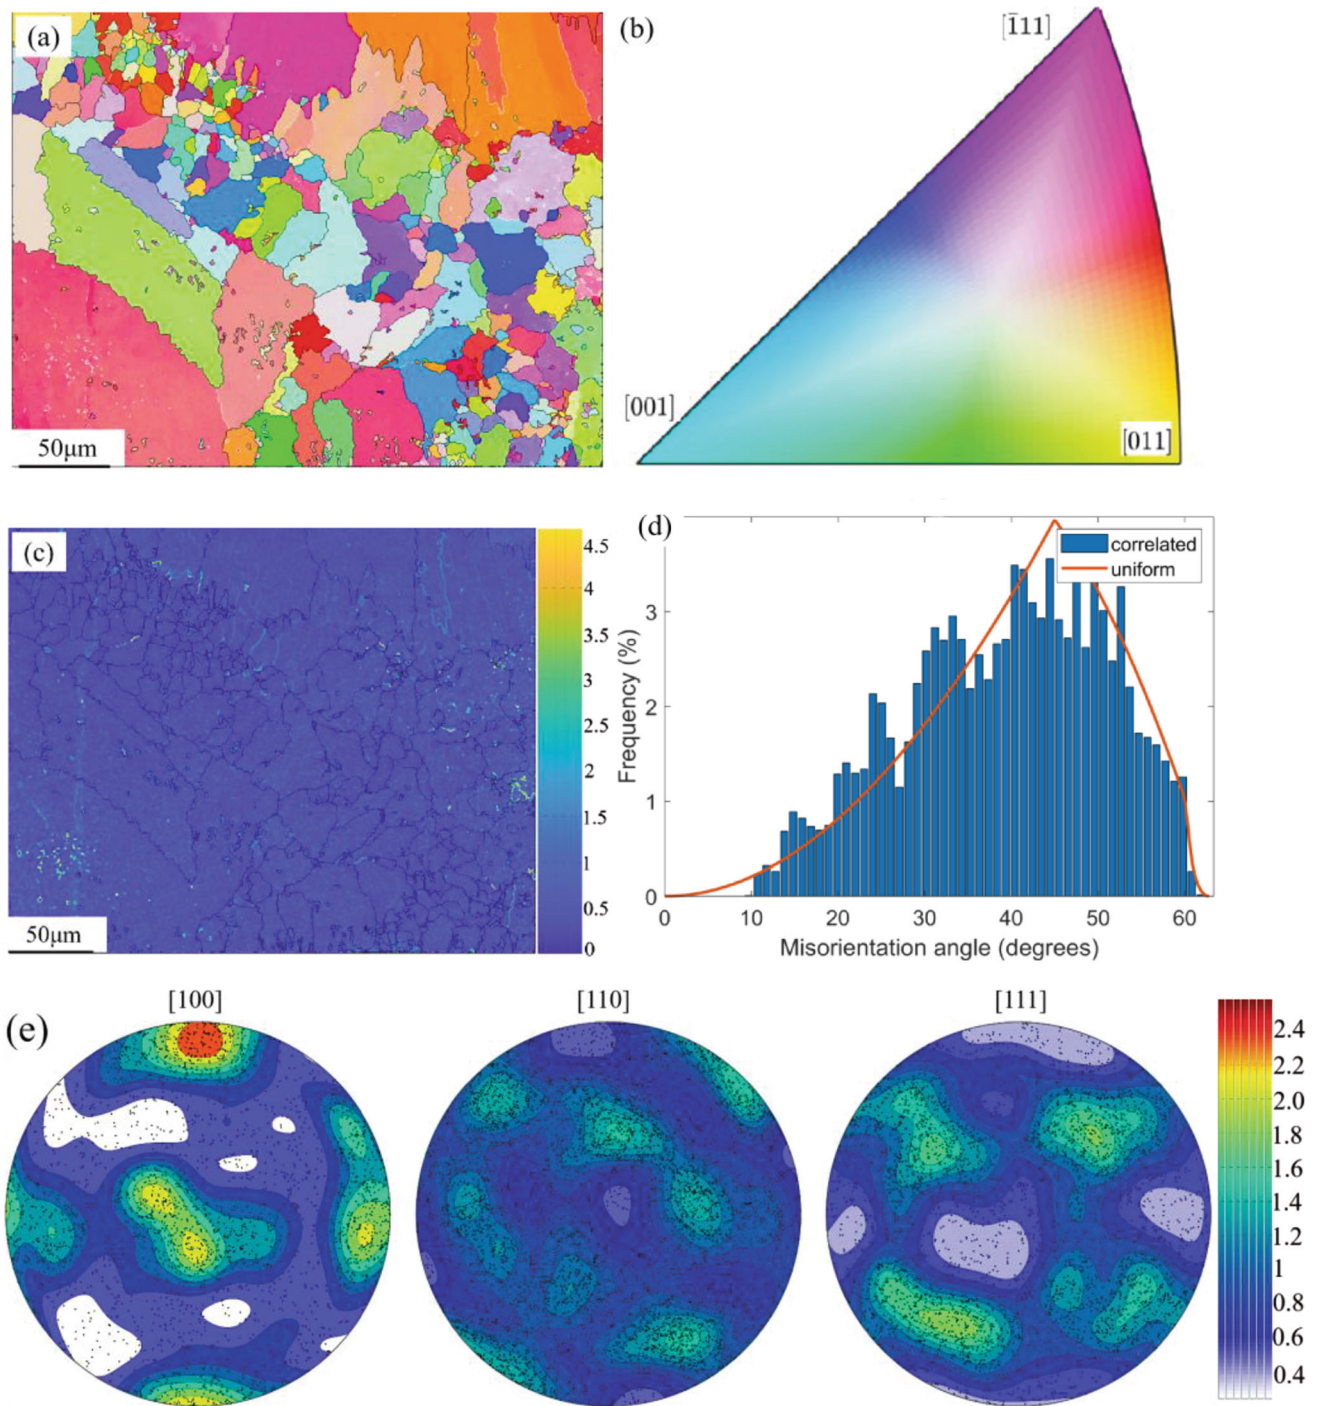 (a)
50μm
(b)
[1̄11]
[001]
[011]
(c)
50μm
4.5
4
3.5
3
2.5
2
1.5
1
0.5
0
(d)
correlated
uniform
Frequency (%)
3
2
1
0
0 10 20 30 40 50 60
Misorientation angle (degrees)
(e)
[100] [110] [111]
2.4
2.2
2.0
1.8
1.6
1.4
1.2
1
0.8
0.6
0.4